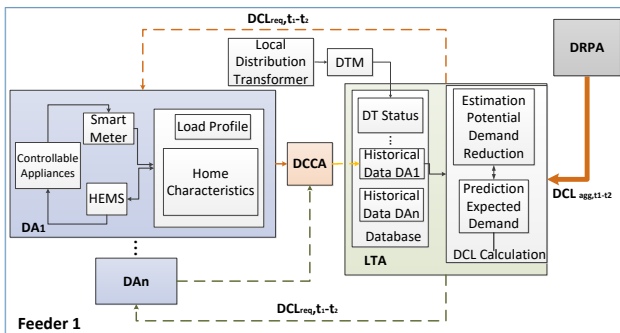 DCLreq,t₁-t₂
Local
Distribution
Transformer
DTM
DRPA
Smart
Meter
Load Profile
Controllable
Appliances
Home
Characteristics
HEMS
DA1
DCCA
DT Status
Historical
Data DA1
Historical
Data DAn
Database
LTA
Estimation
Potential
Demand
Reduction
Prediction
Expected
Demand
DCL Calculation
DCL agg,t1-t2
DAn
DCLreq,t₁-t₂
Feeder 1